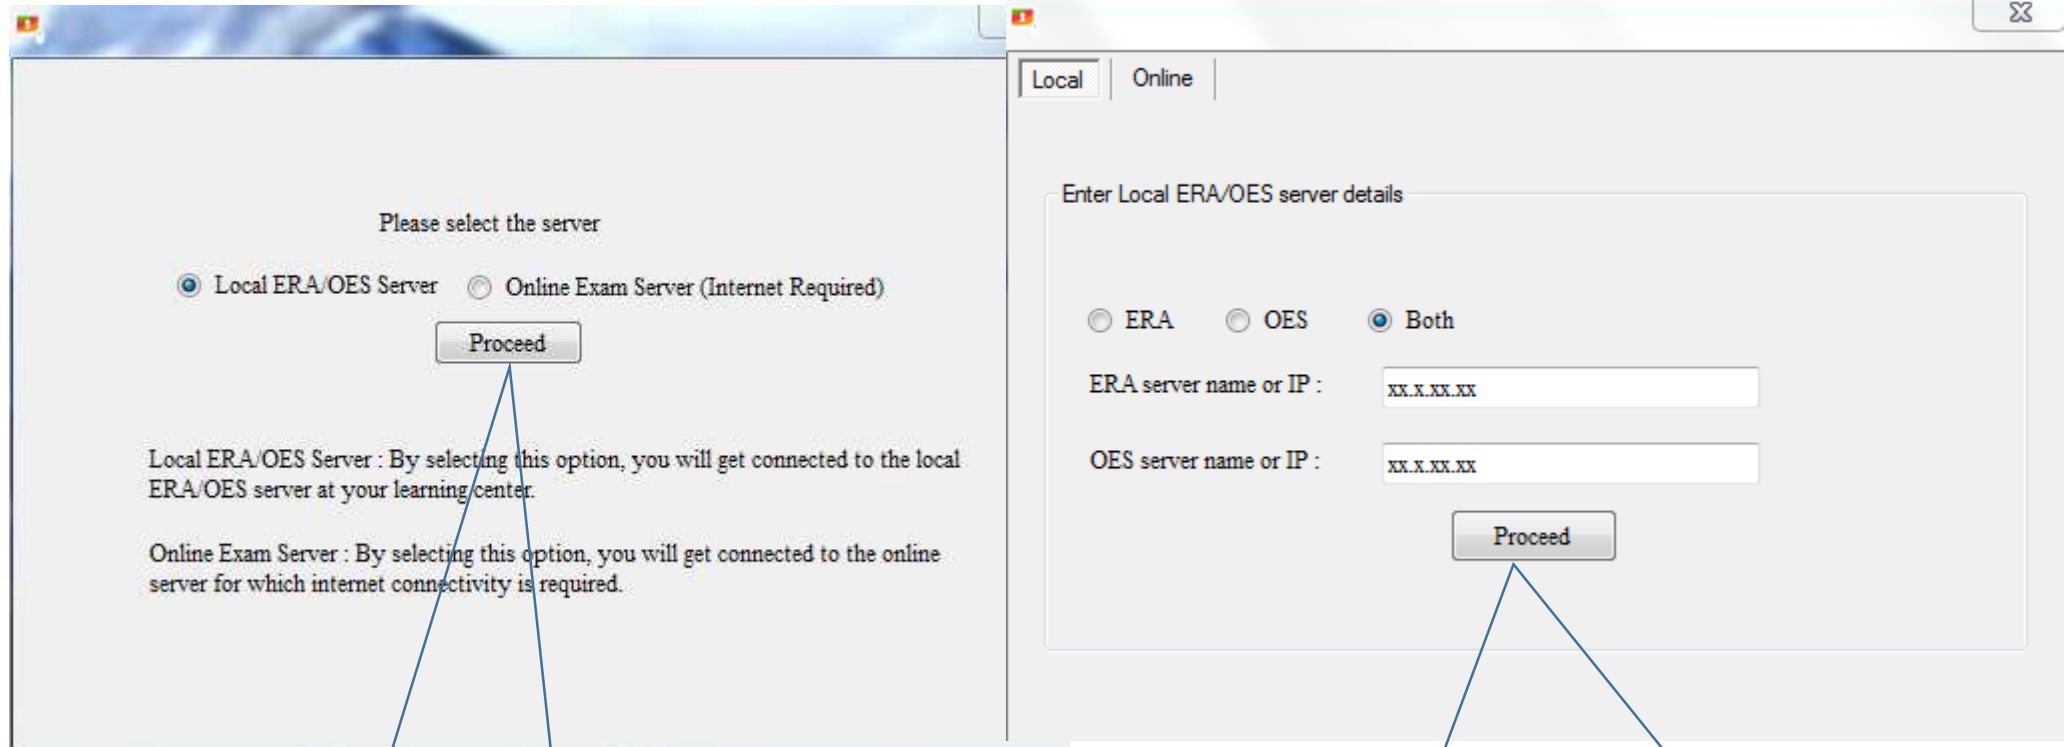 Please select the server
Local ERA/OES Server Online Exam Server (Internet Required)
Proceed
Local ERA/OES Server : By selecting this option, you will get connected to the local
ERA/OES server at your learning center.
Online Exam Server : By selecting this option, you will get connected to the online
server for which internet connectivity is required.
Local Online
Enter Local ERA/OES server details
ERA OES Both
ERA server name or IP : xx.x.xx.xx
OES server name or IP : xx.x.xx.xx
Proceed